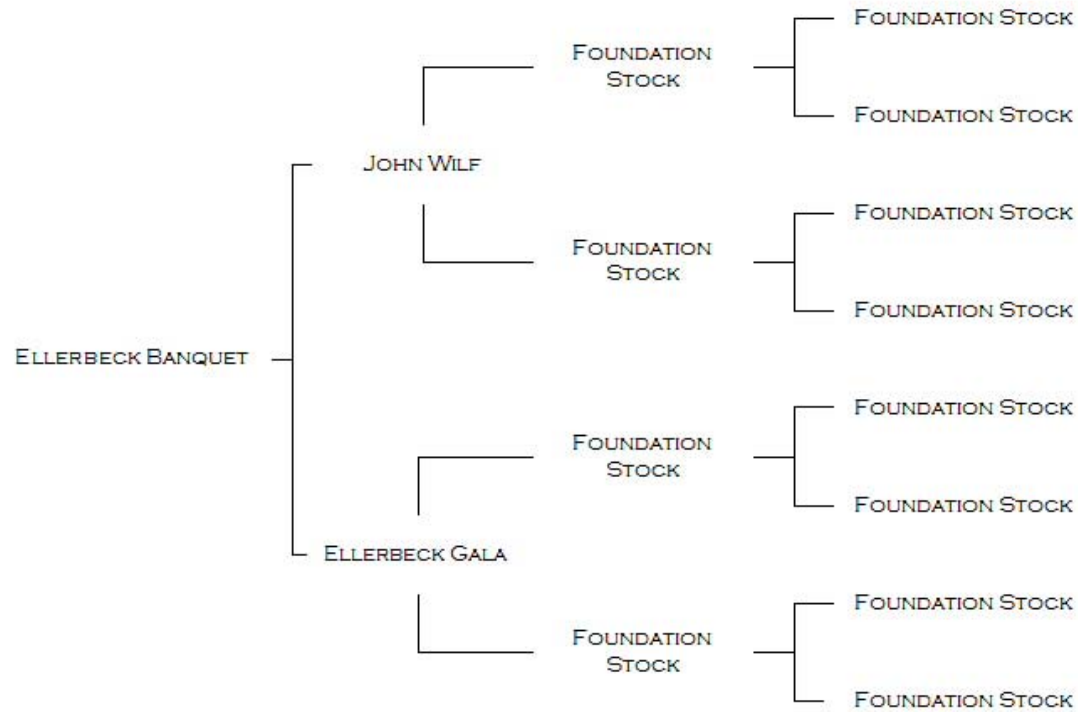 Foundation Stock
Foundation
Stock
Foundation Stock
John Wilf
Foundation Stock
Foundation
Stock
Foundation Stock
Ellerbeck Banquet
Foundation Stock
Foundation
Stock
Foundation Stock
Ellerbeck Gala
Foundation Stock
Foundation
Stock
Foundation Stock